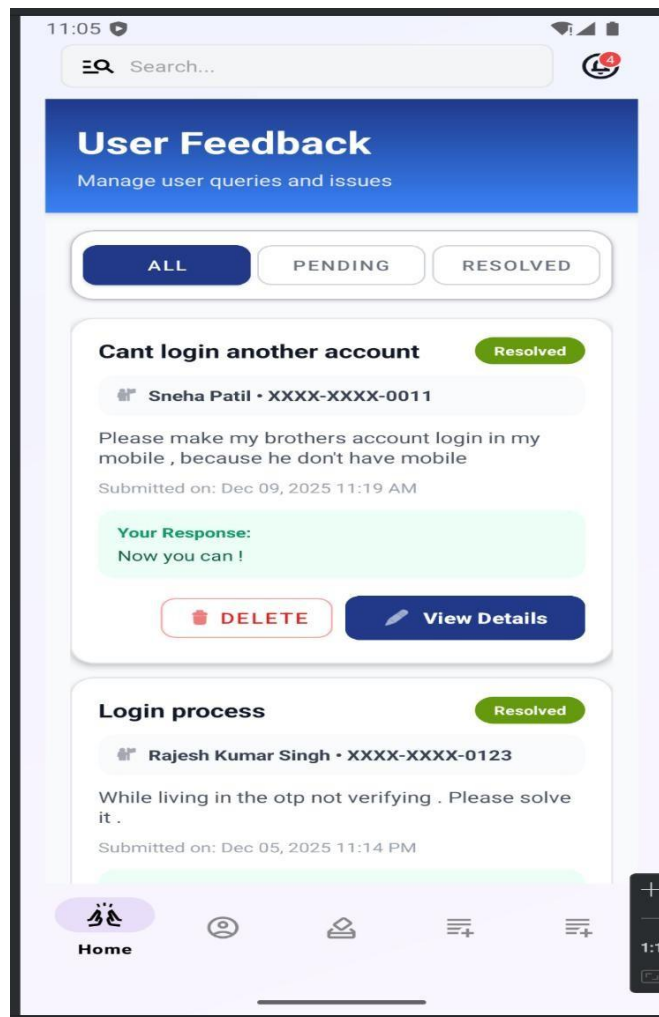 11:05
Search...
4
User Feedback
Manage user queries and issues
ALL PENDING RESOLVED
Cant login another account Resolved
Sneha Patil • XXXX-XXXX-0011
Please make my brothers account login in my
mobile , because he don't have mobile
Submitted on: Dec 09, 2025 11:19 AM
Your Response:
Now you can !
DELETE View Details
Login process Resolved
Rajesh Kumar Singh • XXXX-XXXX-0123
While living in the otp not verifying . Please solve
it .
Submitted on: Dec 05, 2025 11:14 PM
Home